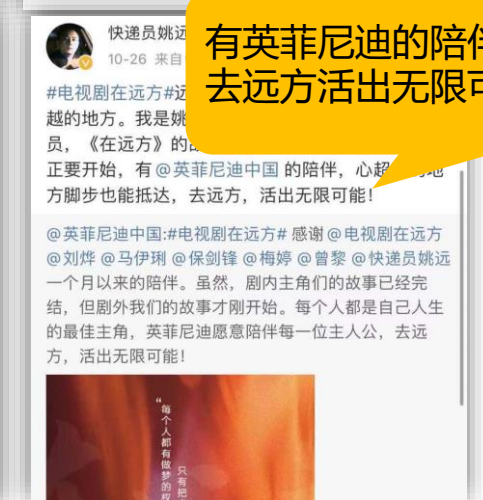 有英菲尼迪的陪
去远方活出无限
快递员姚远
10-26 来自
#电视剧在远方#
越的地方。我是姚
员，《在远方》的
正要开始，有@英菲尼迪中国 的陪伴，心超
方脚步也能抵达，去远方，活出无限可能！
@英菲尼迪中国:#电视剧在远方# 感谢@电视剧在远方
@刘烨 @马伊琍 @保剑锋 @梅婷 @曾黎 @快递员姚远
一个月以来的陪伴。虽然，剧内主角们的故事已经完
结，但剧外我们的故事才刚开始。每个人都是自己人生
的最佳主角，英菲尼迪愿意陪伴每一位主人公，去远
方，活出无限可能！
“每个人都有做梦的权
只有把